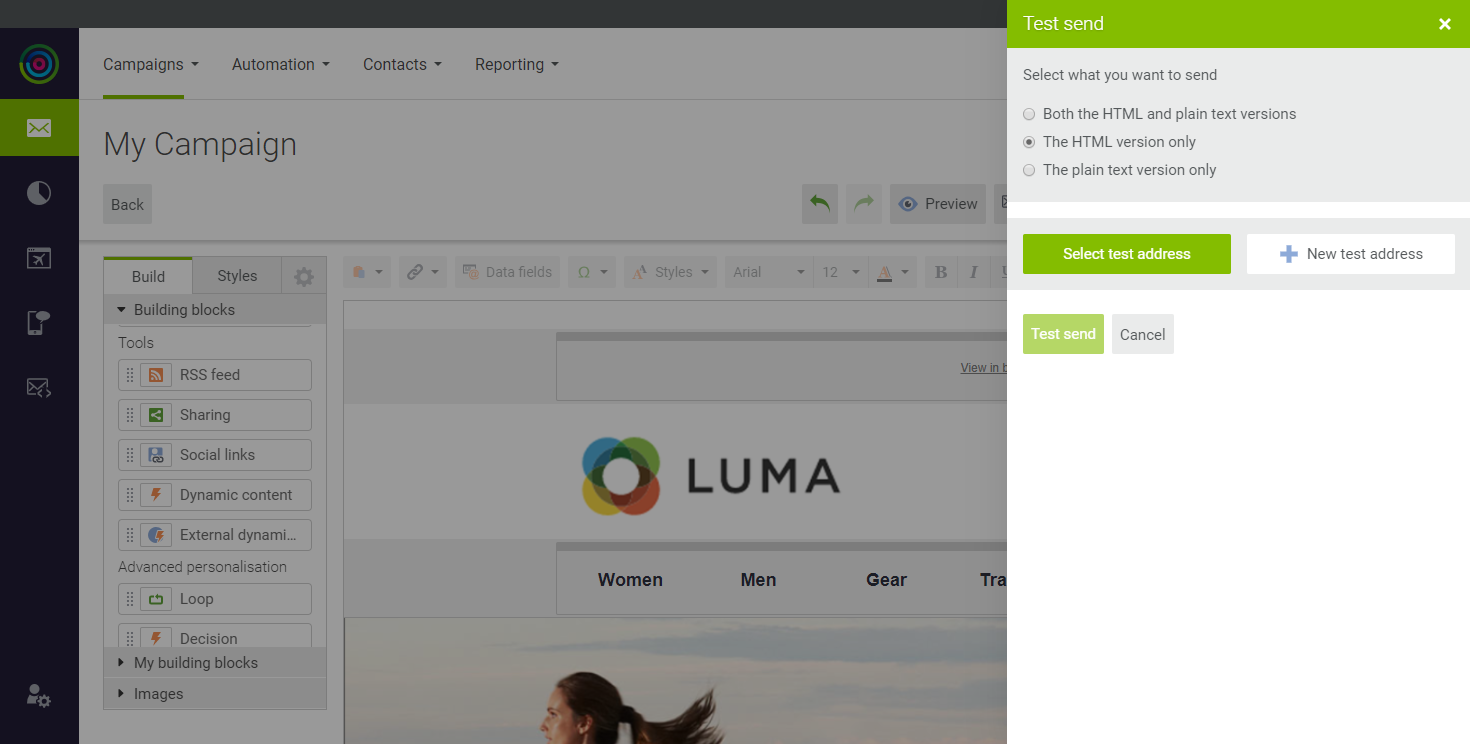 Test send
Campaigns
Automation
Contacts
Reporting
Select what you want to send
Both the HTML and plain text versions
The HTML version only
The plain text version only
My Campaign
Back
Preview
Select test address
New test address
Build
Styles
Data fields
Ω
Styles
Arial
12
A
B
I
U
Building blocks
Test send
Cancel
Tools
RSS feed
Sharing
Social links
Dynamic content
External dynami...
Advanced personalisation
Loop
Decision
My building blocks
Images
View in b
LUMA
Women
Men
Gear
Tra